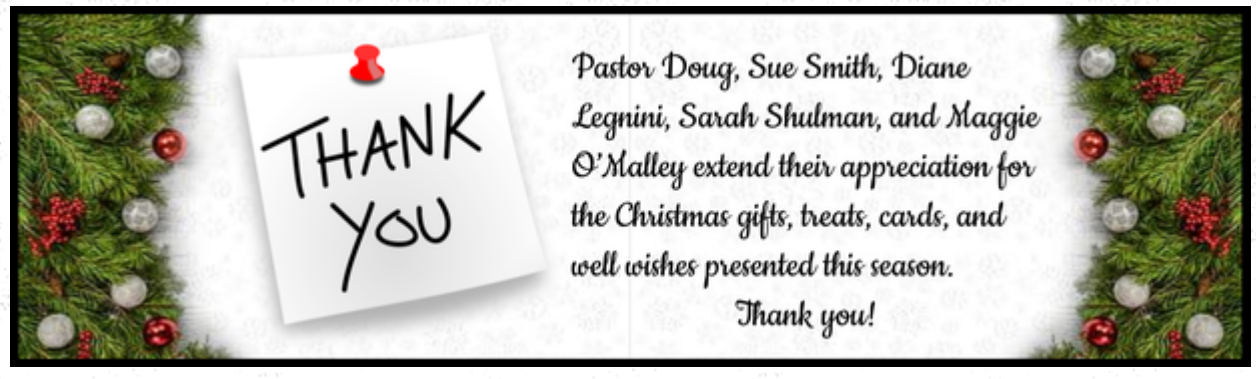 THANK
YOU
Pastor Doug, Sue Smith, Diane
Legnini, Sarah Shulman, and Maggie
O'Malley extend their appreciation for
the Christmas gifts, treats, cards, and
well wishes presented this season.
Thank you!